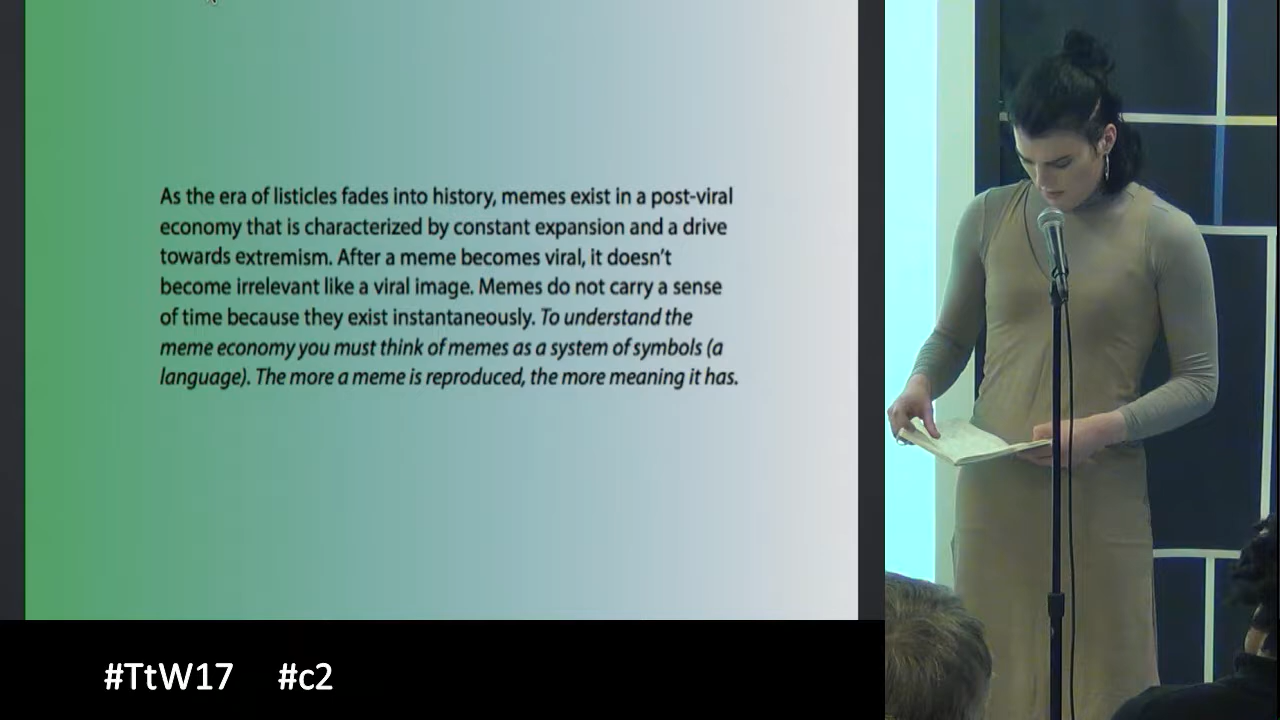 As the era of listicles fades into history, memes exist in a post-viral
economy that is characterized by constant expansion and a drive
towards extremism. After a meme becomes viral, it doesn't
become irrelevant like a viral image. Memes do not carry a sense
of time because they exist instantaneously. To understand the
meme economy you must think of memes as a system of symbols (a
language). The more a meme is reproduced, the more meaning it has.
#TtW17 #c2